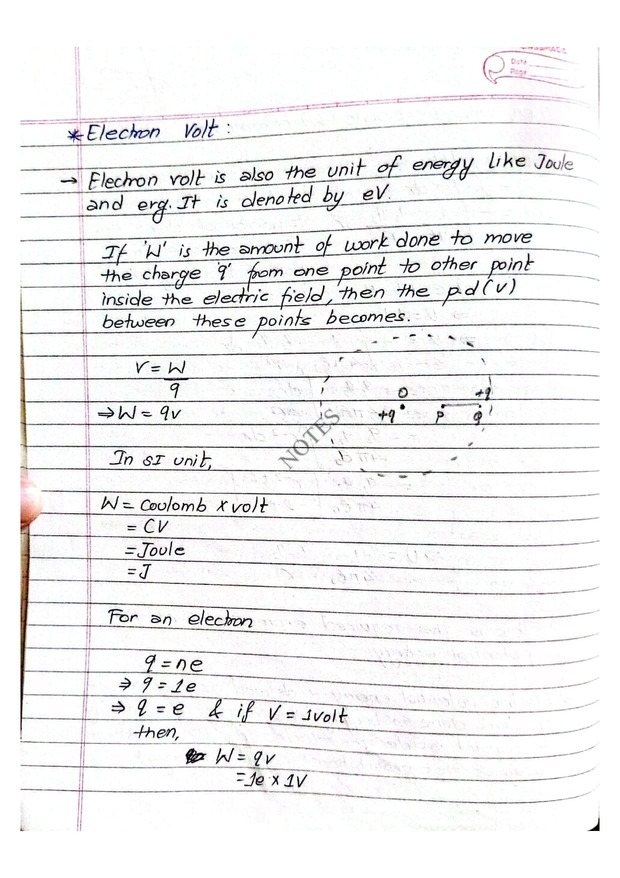 Date
Page
* Electron Volt :
→ Electron volt is also the unit of energy like Joule
and erg. It is denoted by eV.
If 'W' is the amount of work done to move
the charge 'q' from one point to other point
inside the electric field, then the p.d (V)
between these points becomes.
V = W
q
⇒ W = qv
O
+q
+q
P
Q
NOTES
In SI unit,
W = Coulomb x volt
= CV
= Joule
= J
For an electron
q = ne
⇒ q = 1e
⇒ q = e & if V = 1volt
then,
W = qv
= 1e x 1V